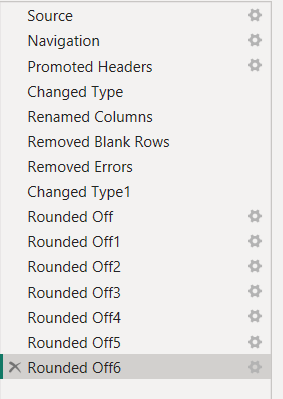 Source
Navigation
Promoted Headers
Changed Type
Renamed Columns
Removed Blank Rows
Removed Errors
Changed Type1
Rounded Off
Rounded Off1
Rounded Off2
Rounded Off3
Rounded Off4
Rounded Off5
Rounded Off6